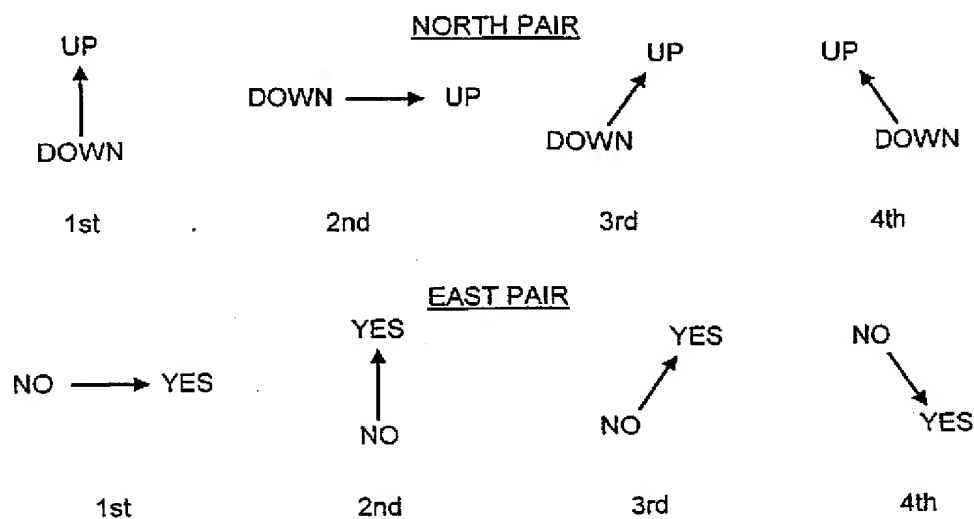 NORTH PAIR
UP
DOWN
1st
DOWN UP
2nd
UP
DOWN
3rd
UP
DOWN
4th
EAST PAIR
NO YES
1st
YES
NO
2nd
YES
NO
3rd
NO
YES
4th